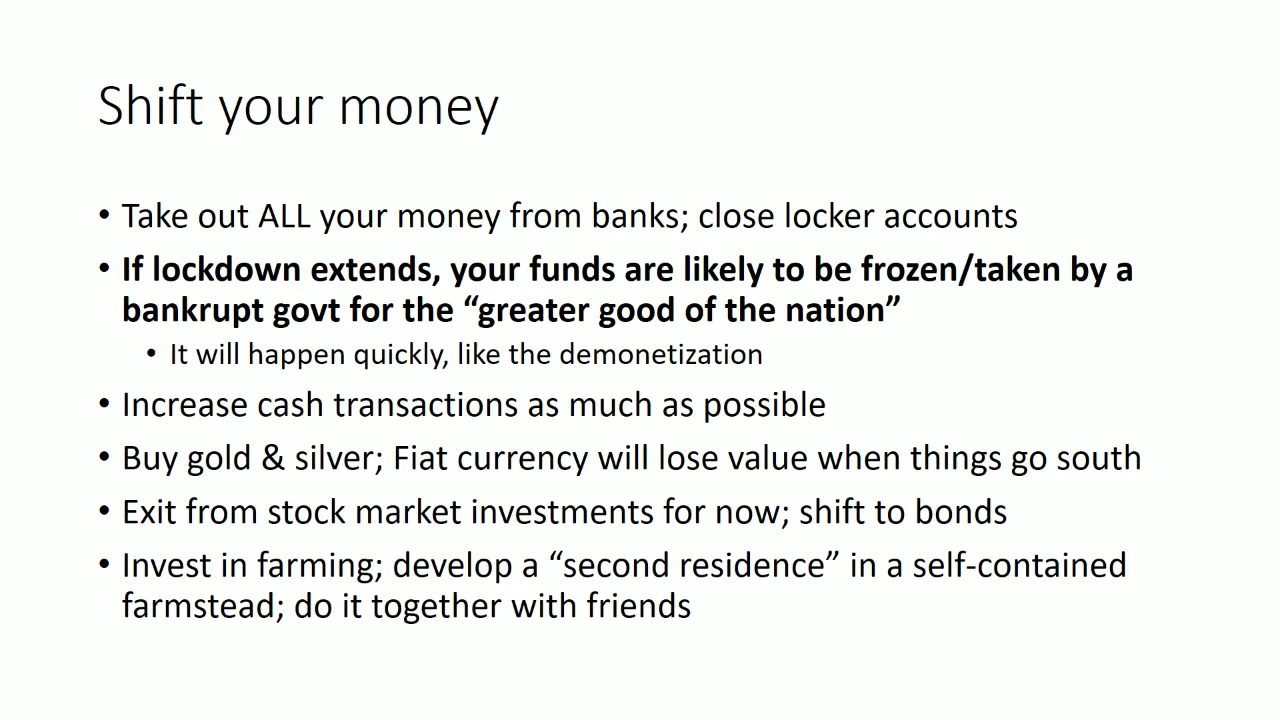 Shift your money
• Take out ALL your money from banks; close locker accounts
• If lockdown extends, your funds are likely to be frozen/taken by a
bankrupt govt for the “greater good of the nation”
• It will happen quickly, like the demonetization
• Increase cash transactions as much as possible
• Buy gold & silver; Fiat currency will lose value when things go south
• Exit from stock market investments for now; shift to bonds
• Invest in farming; develop a “second residence” in a self-contained
farmstead; do it together with friends